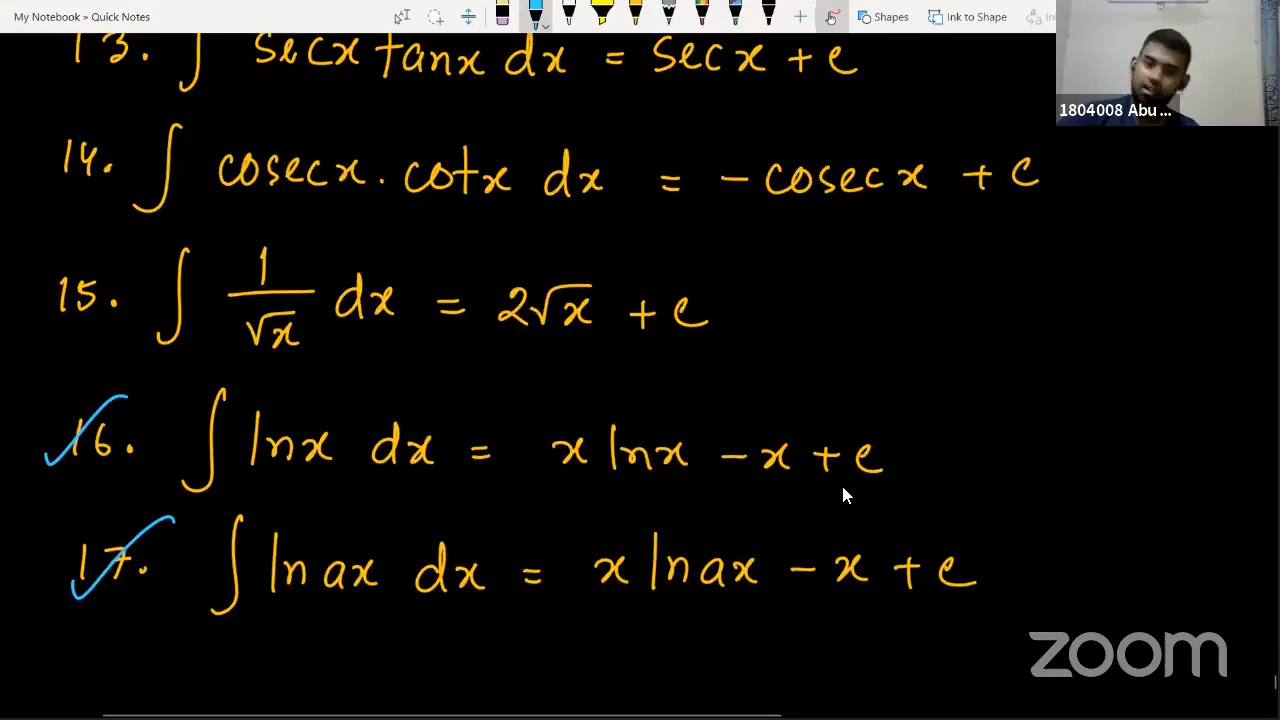 My Notebook » Quick Notes
Shapes
Ink to Shape
In
13. ∫ secx tanx dx = secx + c
1804008 Abu ...
14. ∫ cosecx . cotx dx = - cosecx + c
15. ∫ 1/√x dx = 2√x + c
16. ∫ lnx dx = x lnx - x + c
17. ∫ lnax dx = x lnax - x + c
zoom